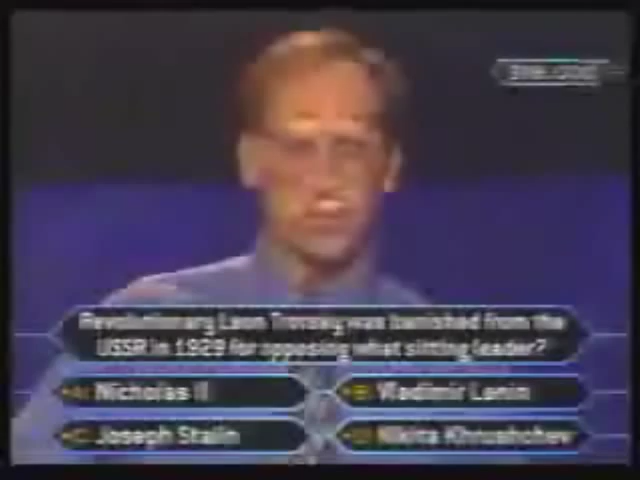 Revolutionary Leon Trotsky was banished from the
USSR in 1929 for opposing what sitting leader?
A: Nicholas II
B: Vladimir Lenin
C: Joseph Stalin
D: Nikita Khrushchev